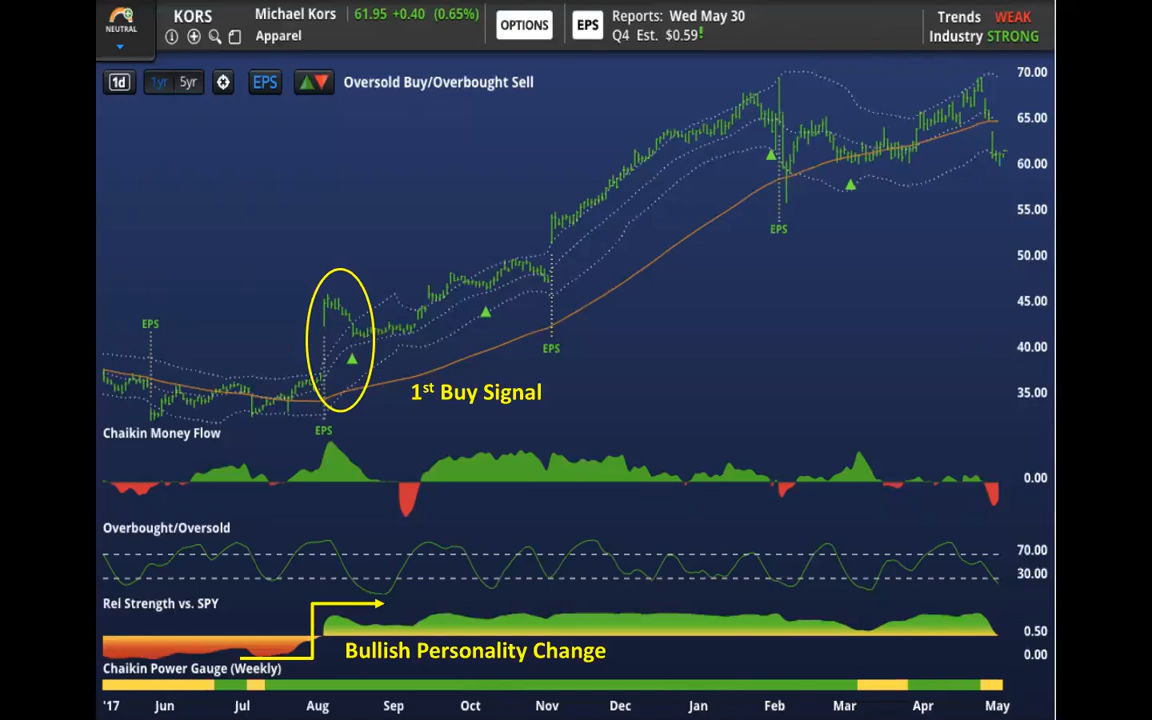 NEUTRAL
KORS
Michael Kors
Apparel
61.95 +0.40 (0.65%)
OPTIONS
EPS
Reports: Wed May 30
Q4 Est. $0.59!
Trends WEAK
Industry STRONG
1d
1yr 5yr
EPS
Oversold Buy/Overbought Sell
70.00
65.00
60.00
55.00
EPS
50.00
45.00
EPS
40.00
EPS
35.00
1st Buy Signal
EPS
Chaikin Money Flow
0.00
Overbought/Oversold
70.00
30.00
Rel Strength vs. SPY
0.50
Bullish Personality Change
0.00
Chaikin Power Gauge (Weekly)
'17 Jun Jul Aug Sep Oct Nov Dec Jan Feb Mar Apr May